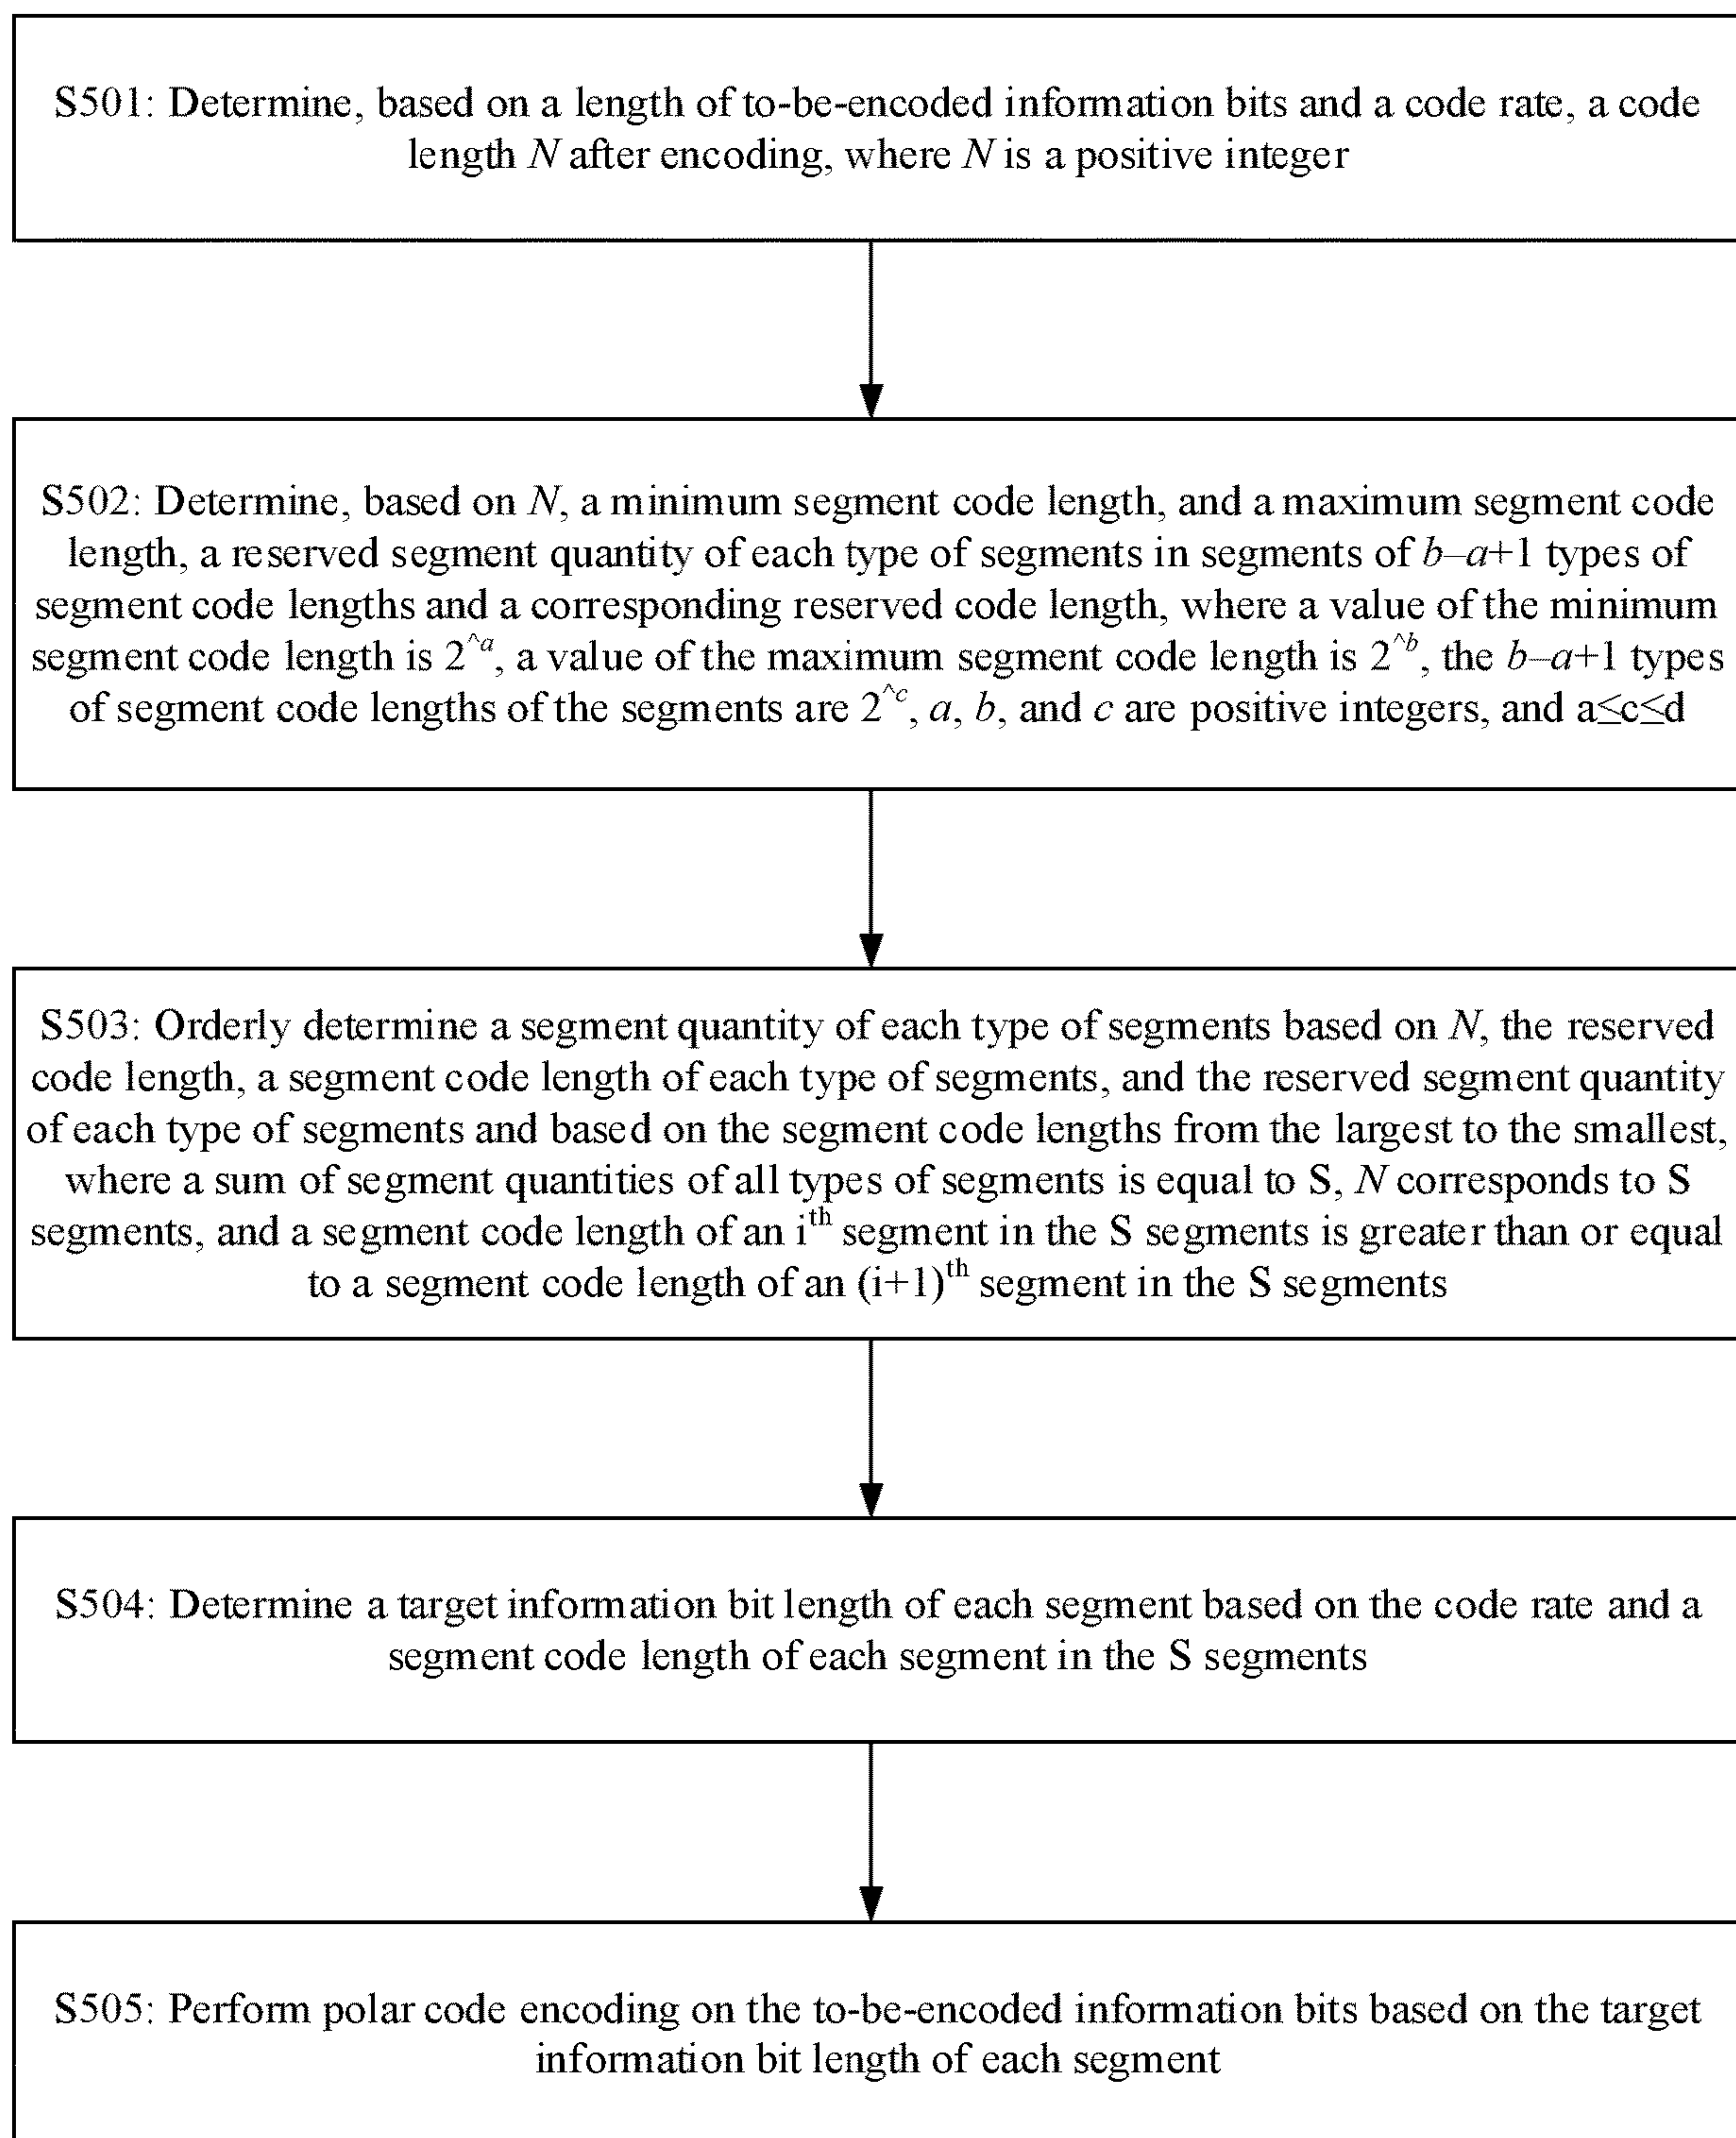 S501: Determine, based on a length of to-be-encoded information bits and a code rate, a code
length N after encoding, where N is a positive integer
S502: Determine, based on N, a minimum segment code length, and a maximum segment code
length, a reserved segment quantity of each type of segments in segments of b–a+1 types of
segment code lengths and a corresponding reserved code length, where a value of the minimum
segment code length is 2^a, a value of the maximum segment code length is 2^b, the b–a+1 types
of segment code lengths of the segments are 2^c, a, b, and c are positive integers, and a≤c≤d
S503: Orderly determine a segment quantity of each type of segments based on N, the reserved
code length, a segment code length of each type of segments, and the reserved segment quantity
of each type of segments and based on the segment code lengths from the largest to the smallest,
where a sum of segment quantities of all types of segments is equal to S, N corresponds to S
segments, and a segment code length of an i^th segment in the S segments is greater than or equal
to a segment code length of an (i+1)^th segment in the S segments
S504: Determine a target information bit length of each segment based on the code rate and a
segment code length of each segment in the S segments
S505: Perform polar code encoding on the to-be-encoded information bits based on the target
information bit length of each segment